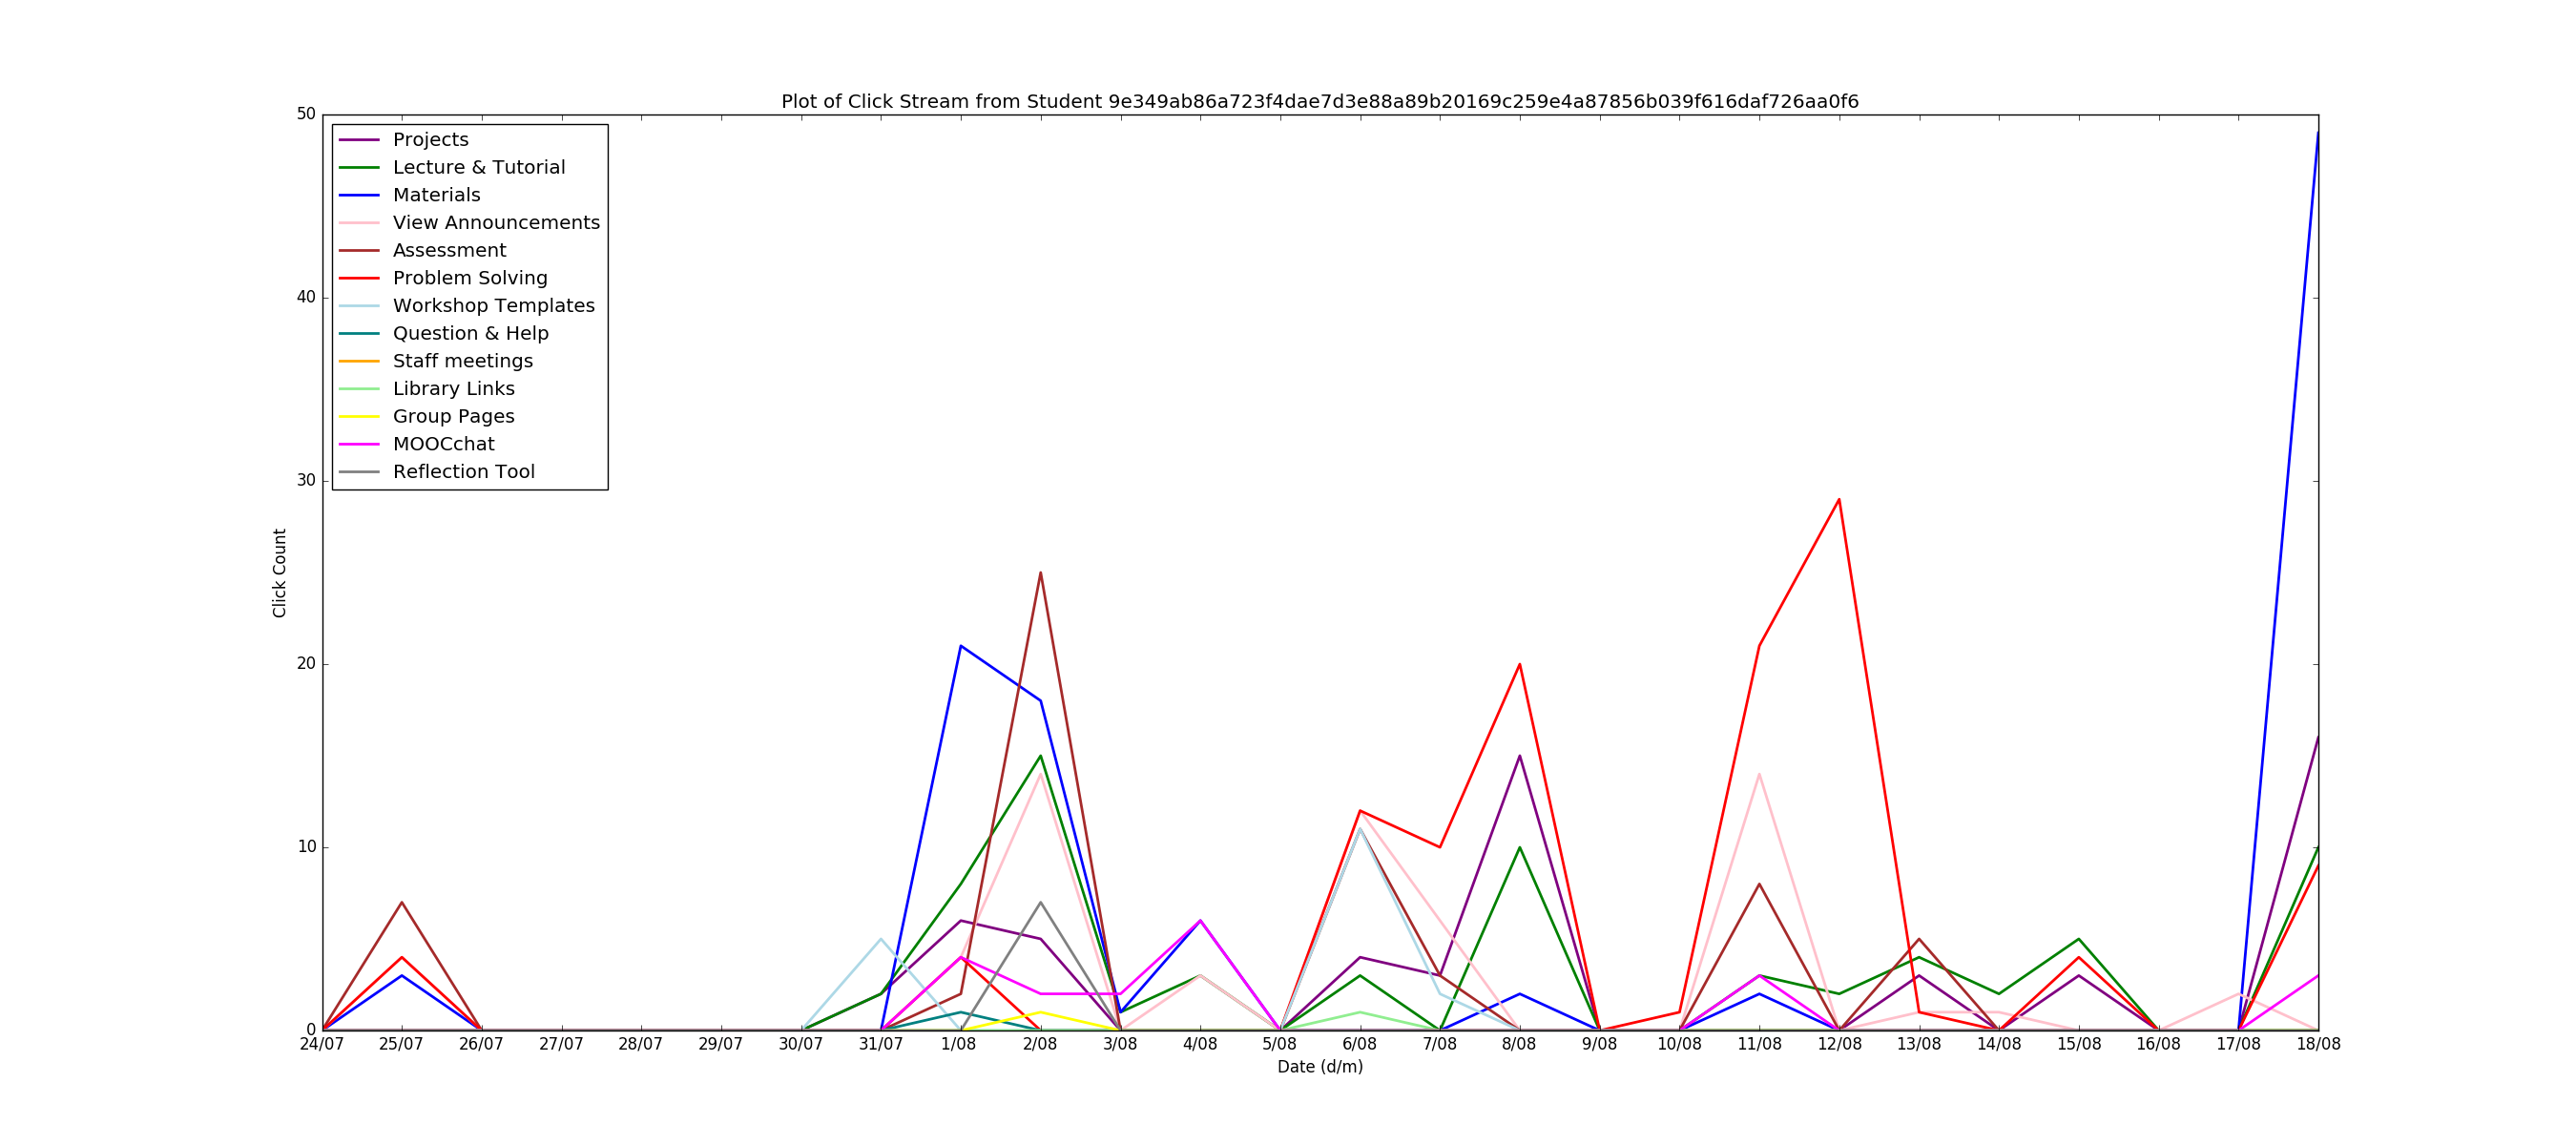 Plot of Click Stream from Student 9e349ab86a723f4dae7d3e88a89b20169c259e4a87856b039f616daf726aa0f6
50
40
30
20
10
0
Click Count
Projects
Lecture & Tutorial
Materials
View Announcements
Assessment
Problem Solving
Workshop Templates
Question & Help
Staff meetings
Library Links
Group Pages
MOOCchat
Reflection Tool
24/07 25/07 26/07 27/07 28/07 29/07 30/07 31/07 1/08 2/08 3/08 4/08 5/08 6/08 7/08 8/08 9/08 10/08 11/08 12/08 13/08 14/08 15/08 16/08 17/08 18/08
Date (d/m)